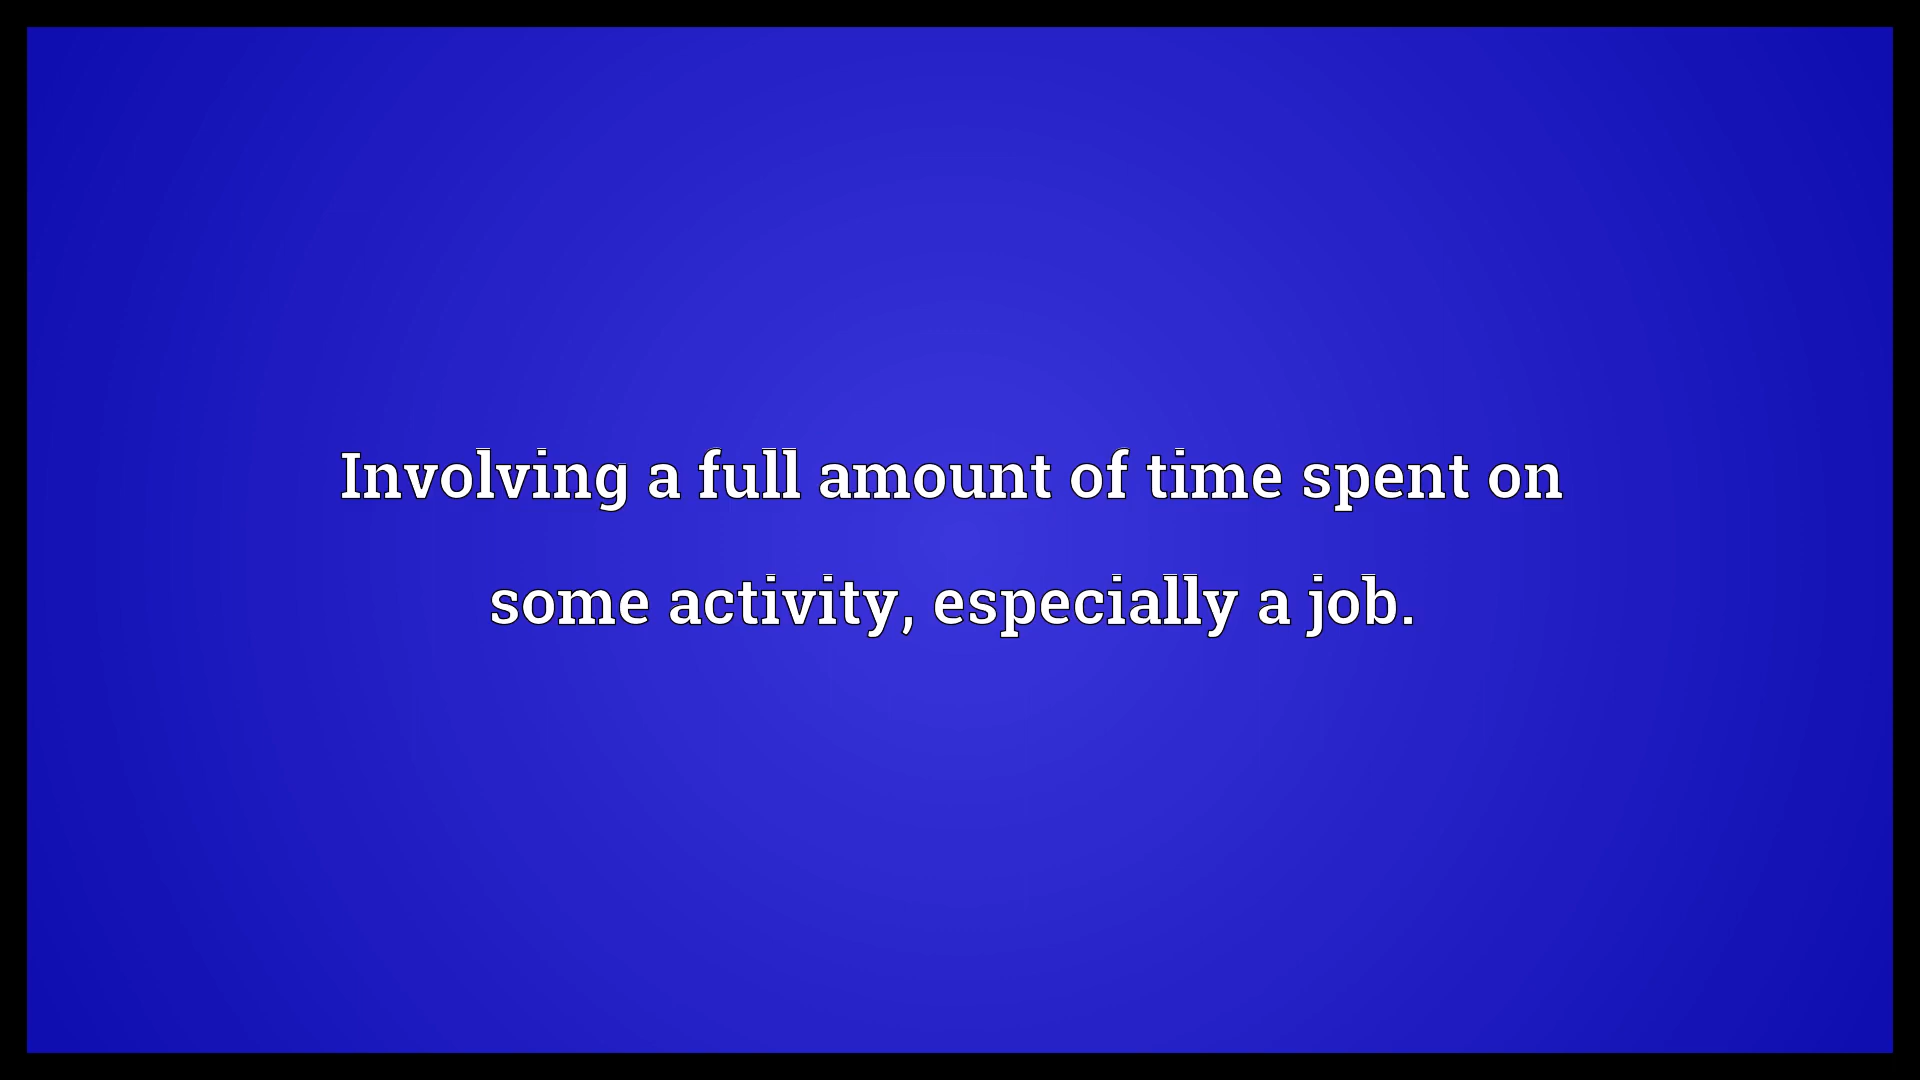 Involving a full amount of time spent on
some activity, especially a job.